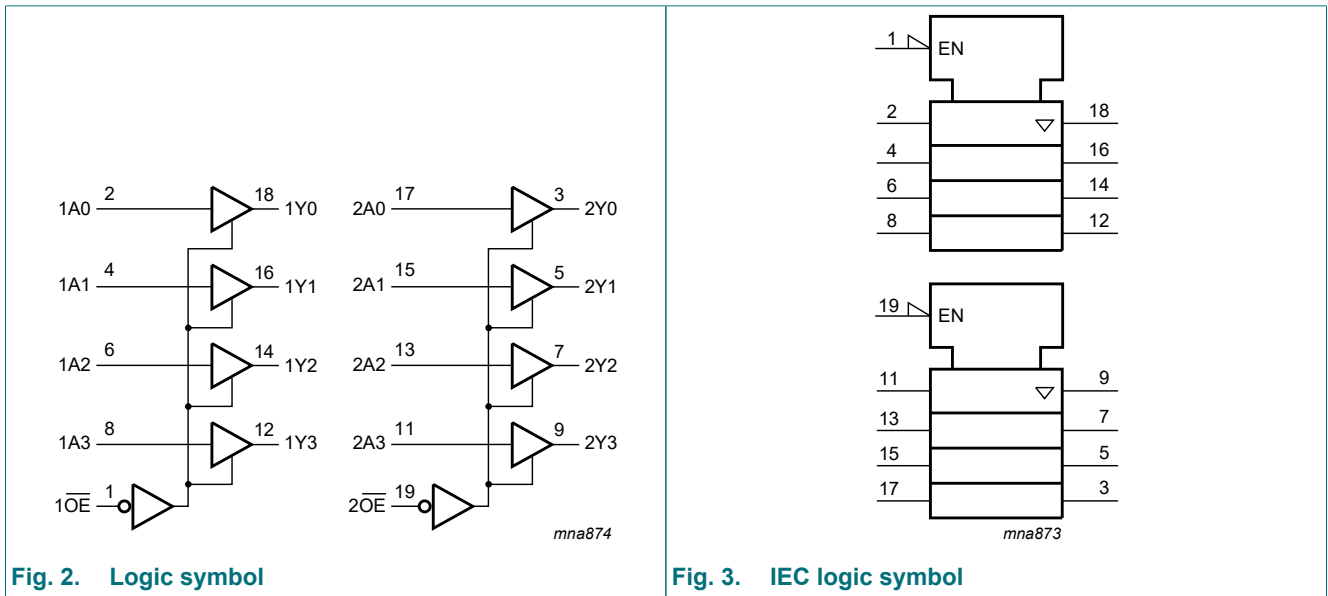 1A0 2 18 1Y0
1A1 4 16 1Y1
1A2 6 14 1Y2
1A3 8 12 1Y3
1O̅E̅ 1
2A0 17 3 2Y0
2A1 15 5 2Y1
2A2 13 7 2Y2
2A3 11 9 2Y3
2O̅E̅ 19
mna874
Fig. 2. Logic symbol
1 EN
2 18
4 16
6 14
8 12
19 EN
11 9
13 7
15 5
17 3
mna873
Fig. 3. IEC logic symbol